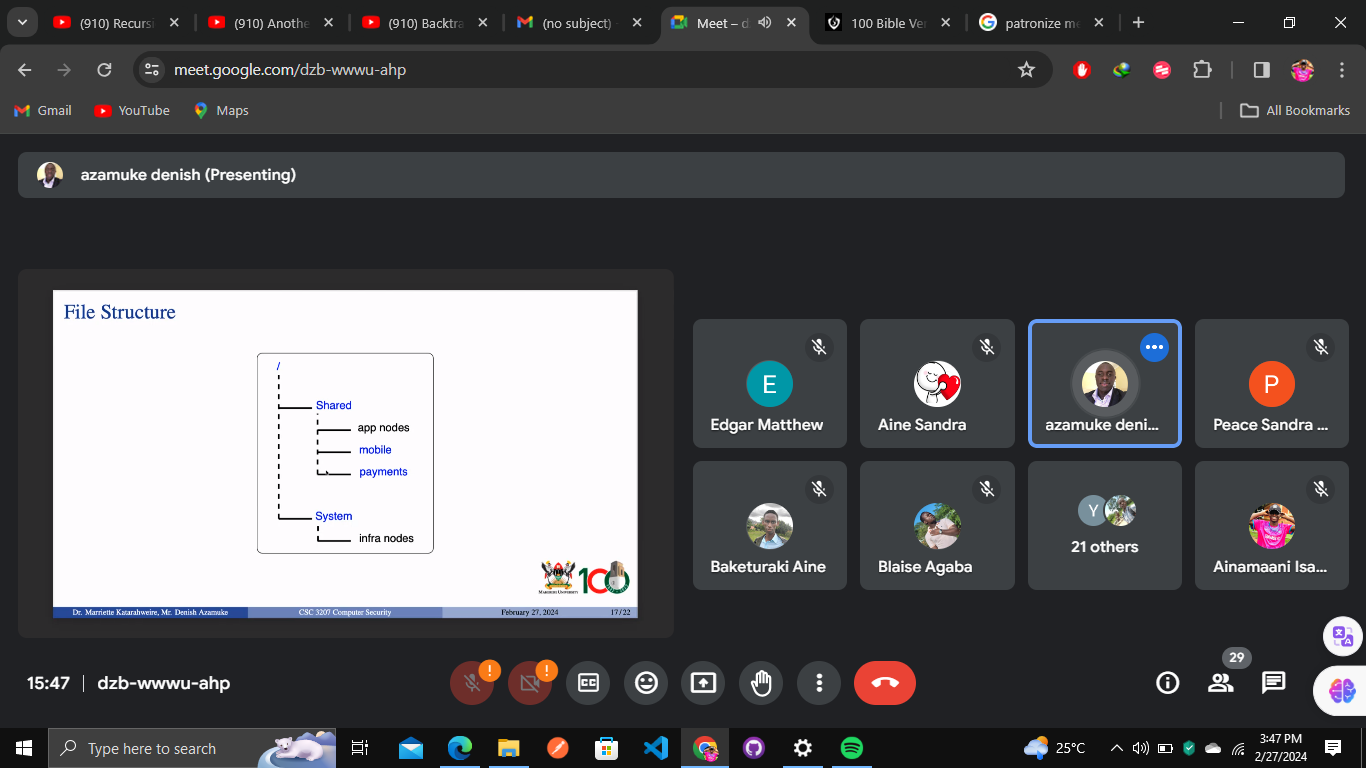 (910) Recursi
(910) Anothe
(910) Backtra
(no subject)
Meet – d
100 Bible Ver
patronize me
meet.google.com/dzb-wwwu-ahp
Gmail
YouTube
Maps
All Bookmarks
azamuke denish (Presenting)
File Structure
/
Shared
app nodes
mobile
payments
System
infra nodes
MAKERERE UNIVERSITY
100
Dr. Marriette Katarahweire, Mr. Denish Azamuke
CSC 3207 Computer Security
February 27, 2024
17/22
E
Edgar Matthew
Aine Sandra
azamuke deni...
P
Peace Sandra ...
Baketuraki Aine
Blaise Agaba
Y
21 others
Ainamaani Isa...
15:47
dzb-wwwu-ahp
29
Type here to search
25°C
3:47 PM
2/27/2024